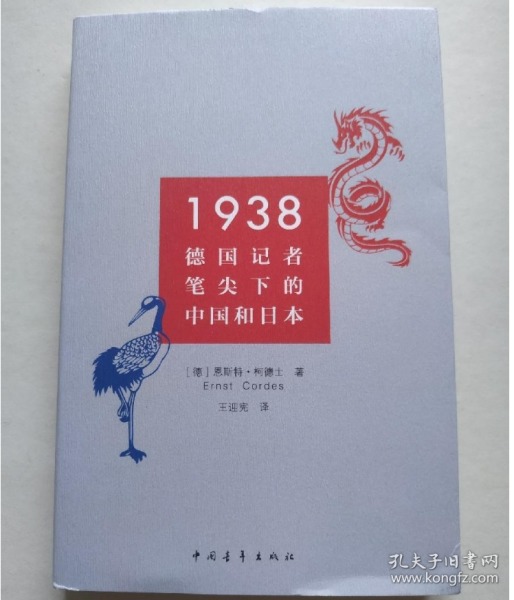 1938
德国记者
笔尖下的
中国和日本
［德］恩斯特·柯德士 著
Ernst Cordes
王迎宪 译
中国青年出版社
孔夫子旧书网
www.kongfz.com